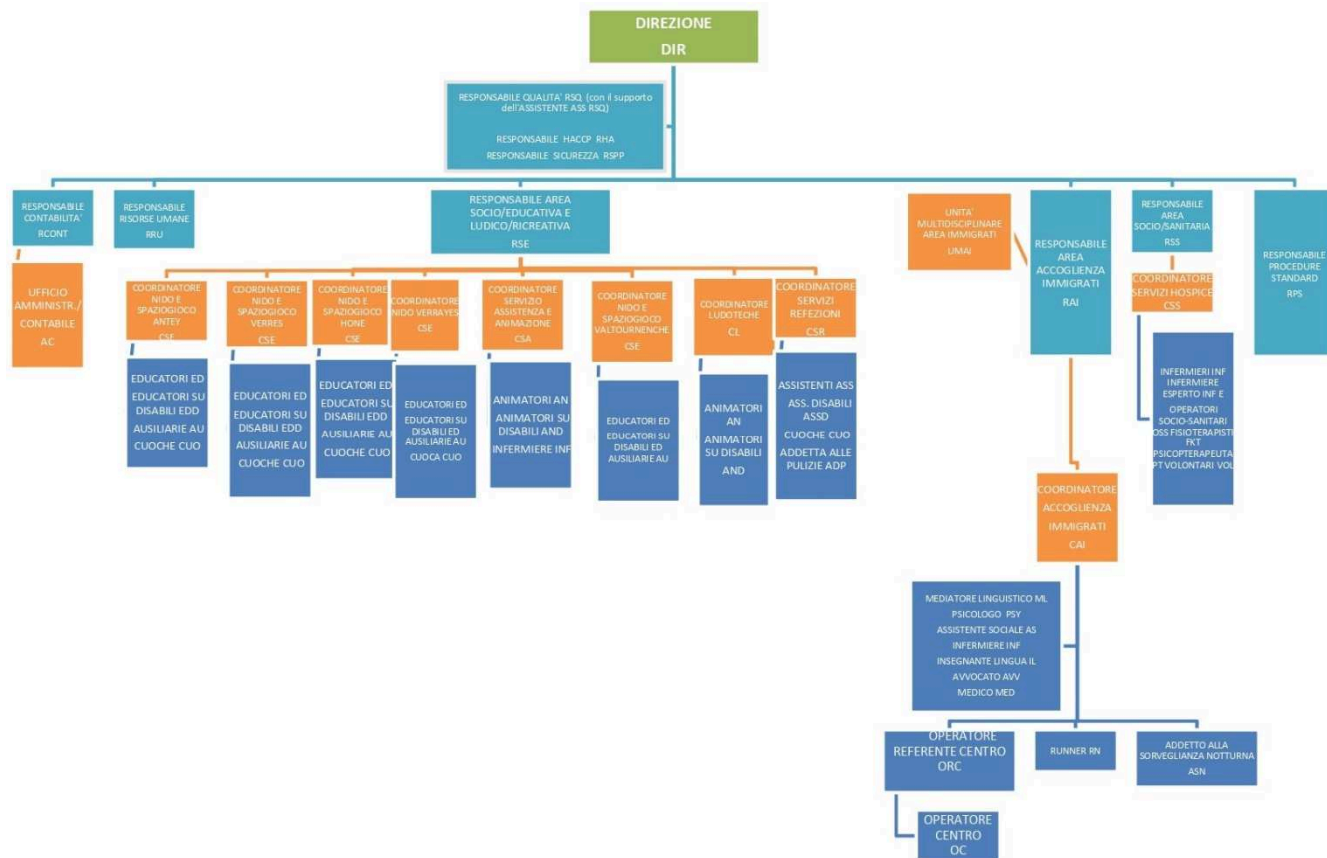 DIREZIONE
DIR
RESPONSABILE QUALITA' RSQ (con il supporto
dell'ASSISTENTE ASS RSQ)
RESPONSABILE HACCP RHA
RESPONSABILE SICUREZZA RSPP
RESPONSABILE
CONTABILITA'
RCONT
RESPONSABILE
RISORSE UMANE
RRU
RESPONSABILE AREA
SOCIO/EDUCATIVA E
LUDICO/RICREATIVA
RSE
UNITA'
MULTIDISCIPLINARE
AREA IMMIGRATI
UMAI
RESPONSABILE
AREA
ACCOGLIENZA
IMMIGRATI
RAI
RESPONSABILE
AREA
SOCIO/SANITARIA
RSS
RESPONSABILE
PROCEDURE
STANDARD
RPS
UFFICIO
AMMINISTR./
CONTABILE
AC
COORDINATORE
NIDO E
SPAZIOGIOCO
ANTEY
CSE
COORDINATORE
NIDO E
SPAZIOGIOCO
VERRES
CSE
COORDINATORE
NIDO E
SPAZIOGIOCO
HONE
CSE
COORDINATORE
NIDO VERRAYES
CSE
COORDINATORE
SERVIZIO
ASSISTENZA E
ANIMAZIONE
CSA
COORDINATORE
NIDO E
SPAZIOGIOCO
VALTOURNENCHE
CSE
COORDINATORE
LUDOTECHE
CL
COORDINATORE
SERVIZI
REFEZIONI
CSR
COORDINATORE
SERVIZI HOSPICE
CSS
EDUCATORI ED
EDUCATORI SU
DISABILI EDD
AUSILIARIE AU
CUOCHE CUO
EDUCATORI ED
EDUCATORI SU
DISABILI EDD
AUSILIARIE AU
CUOCHE CUO
EDUCATORI ED
EDUCATORI SU
DISABILI EDD
AUSILIARIE AU
CUOCHE CUO
EDUCATORI ED
EDUCATORI SU
DISABILI ED
AUSILIARIE AU
CUOCA CUO
ANIMATORI AN
ANIMATORI SU
DISABILI AND
INFERMIERE INF
EDUCATORI ED
EDUCATORI SU
DISABILI ED
AUSILIARIE AU
ANIMATORI
AN
ANIMATORI
SU DISABILI
AND
ASSISTENTI ASS
ASS. DISABILI
ASSD
CUOCHE CUO
ADDETTA ALLE
PULIZIE ADP
INFERMIERI INF
INFERMIERE
ESPERTO INF E
OPERATORI
SOCIO-SANITARI
OSS FISIOTERAPISTI
FKT
PSICOPTERAPEUTA
PT VOLONTARI VOL
COORDINATORE
ACCOGLIENZA
IMMIGRATI
CAI
MEDIATORE LINGUISTICO ML
PSICOLOGO PSY
ASSISTENTE SOCIALE AS
INFERMIERE INF
INSEGNANTE LINGUA IL
AVVOCATO AVV
MEDICO MED
OPERATORE
REFERENTE CENTRO
ORC
RUNNER RN
ADDETTO ALLA
SORVEGLIANZA NOTTURNA
ASN
OPERATORE
CENTRO
OC